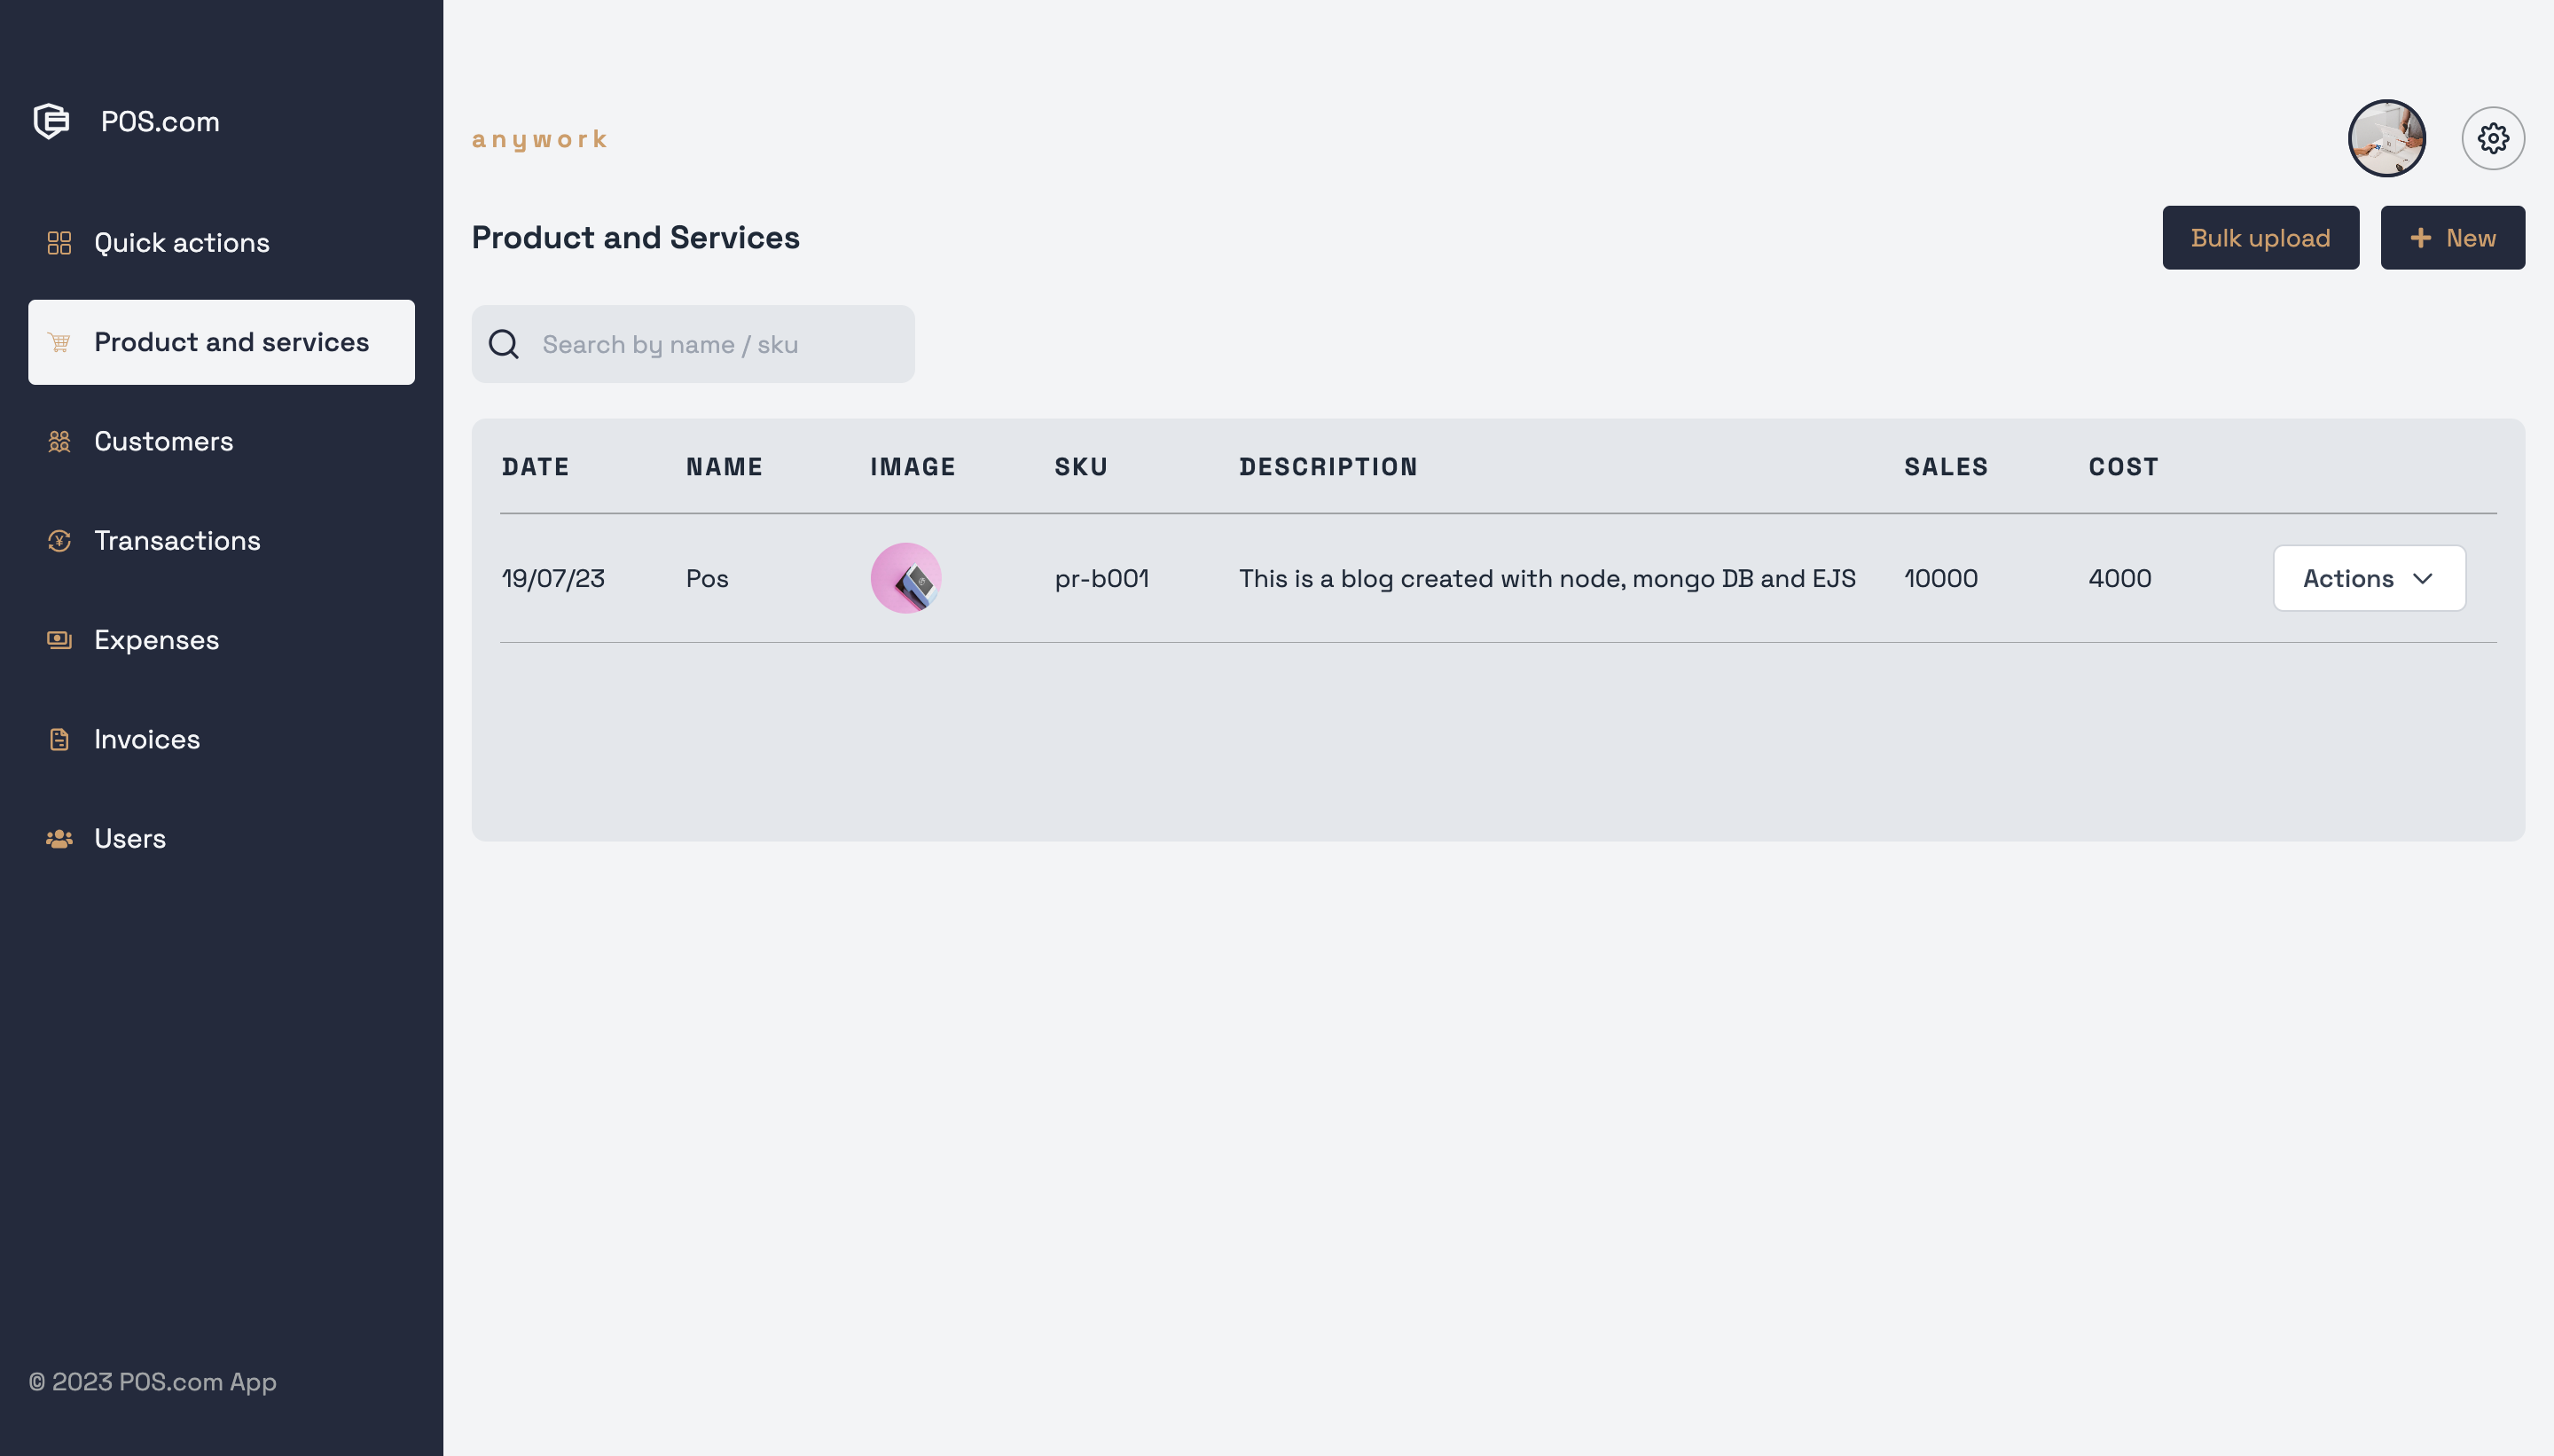 POS.com
Quick actions
Product and services
Customers
Transactions
Expenses
Invoices
Users
© 2023 POS.com App
anywork
Product and Services
Bulk upload
New
Search by name / sku
DATE NAME IMAGE SKU DESCRIPTION SALES COST
19/07/23 Pos pr-b001 This is a blog created with node, mongo DB and EJS 10000 4000 Actions